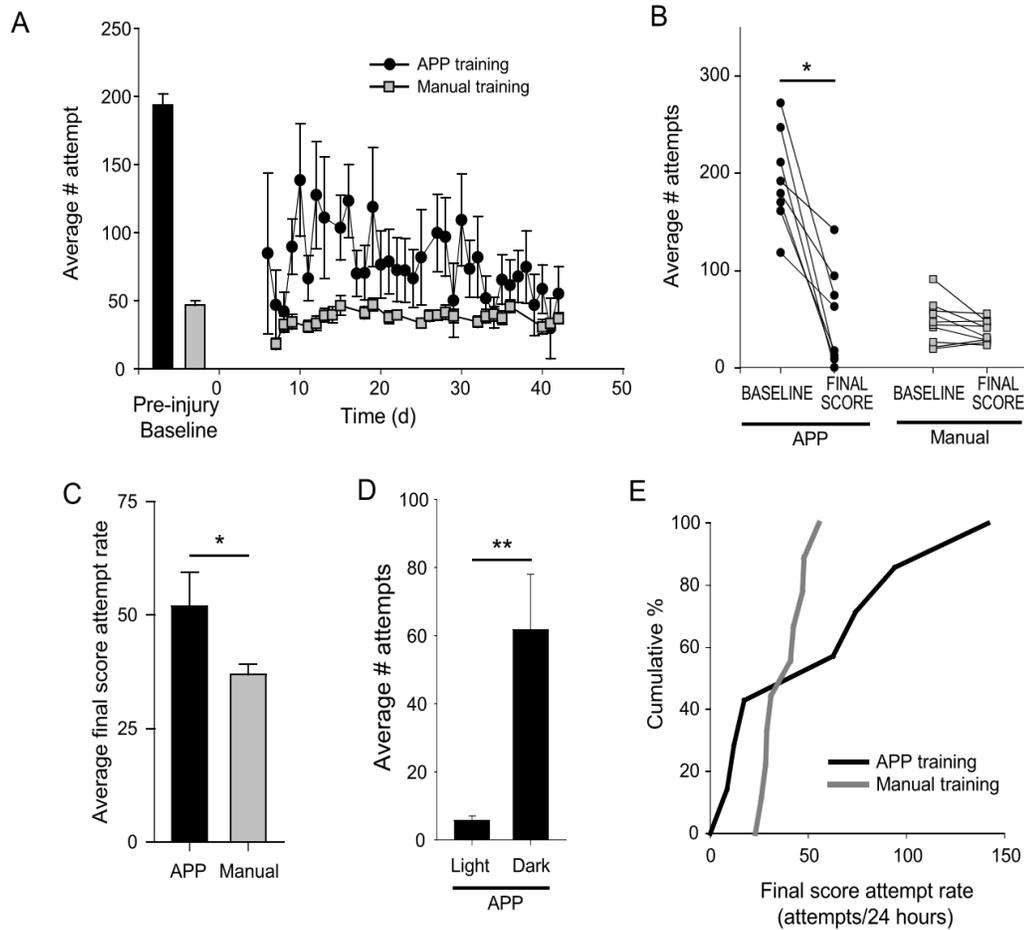 A
Average # attempt
250
200
150
100
50
0
APP training
Manual training
0
10
20
30
40
50
Pre-injury
Baseline
Time (d)
B
Average # attempts
300
200
100
0
*
BASELINE
FINAL
SCORE
BASELINE
FINAL
SCORE
APP
Manual
C
Average final score attempt rate
75
50
25
0
*
APP
Manual
D
Average # attempts
100
80
60
40
20
0
**
Light
Dark
APP
E
Cumulative %
100
80
60
40
20
0
APP training
Manual training
0
50
100
150
Final score attempt rate
(attempts/24 hours)